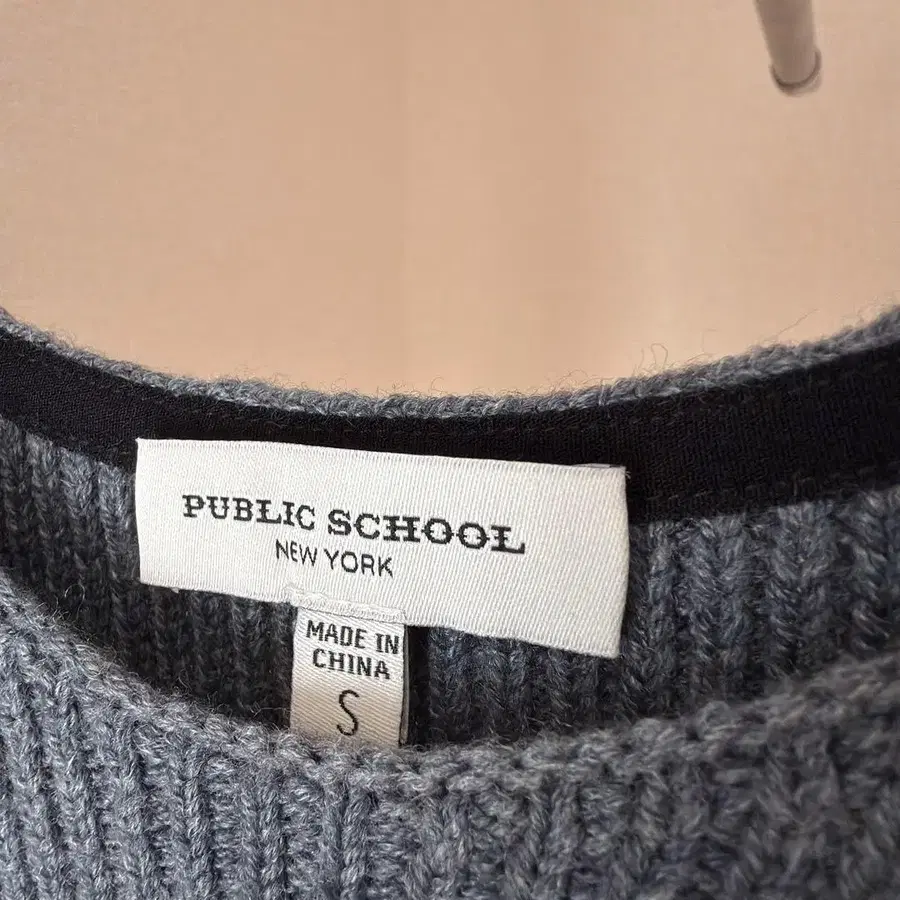 PUBLIC SCHOOL
NEW YORK
MADE IN
CHINA
S